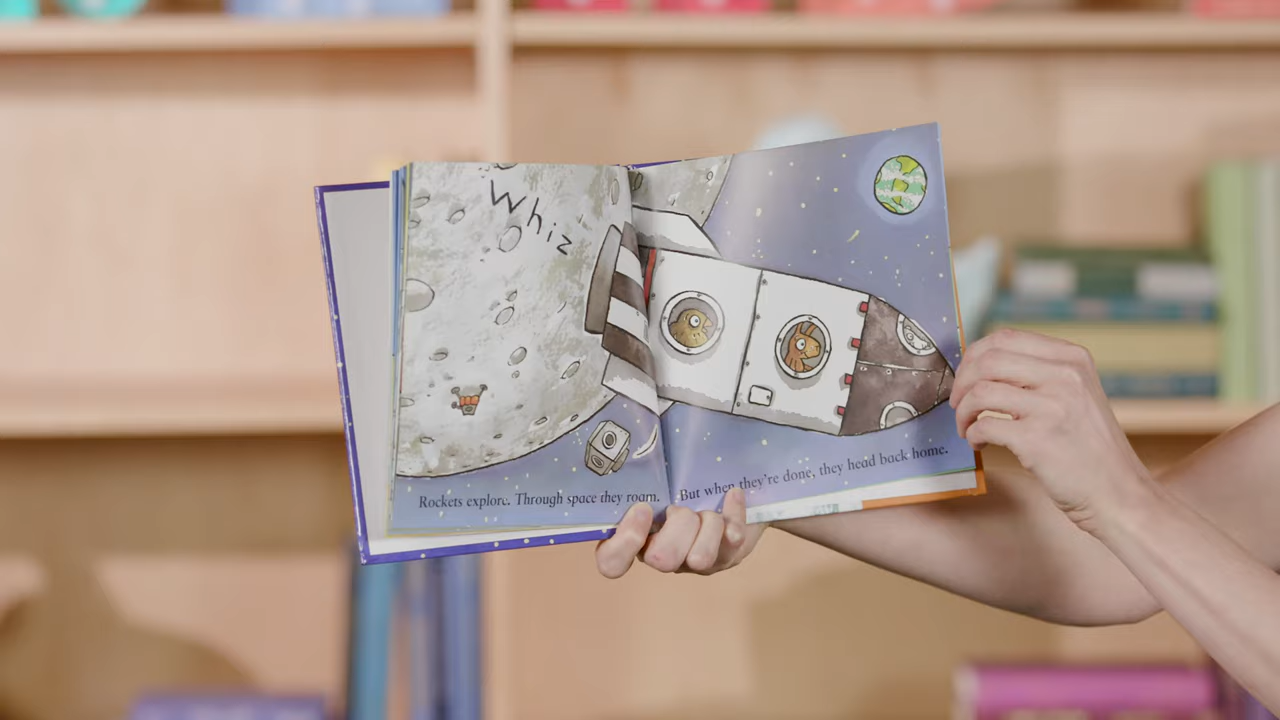 Whiz
Rockets explore. Through space they roam.
But when they're done, they head back home.